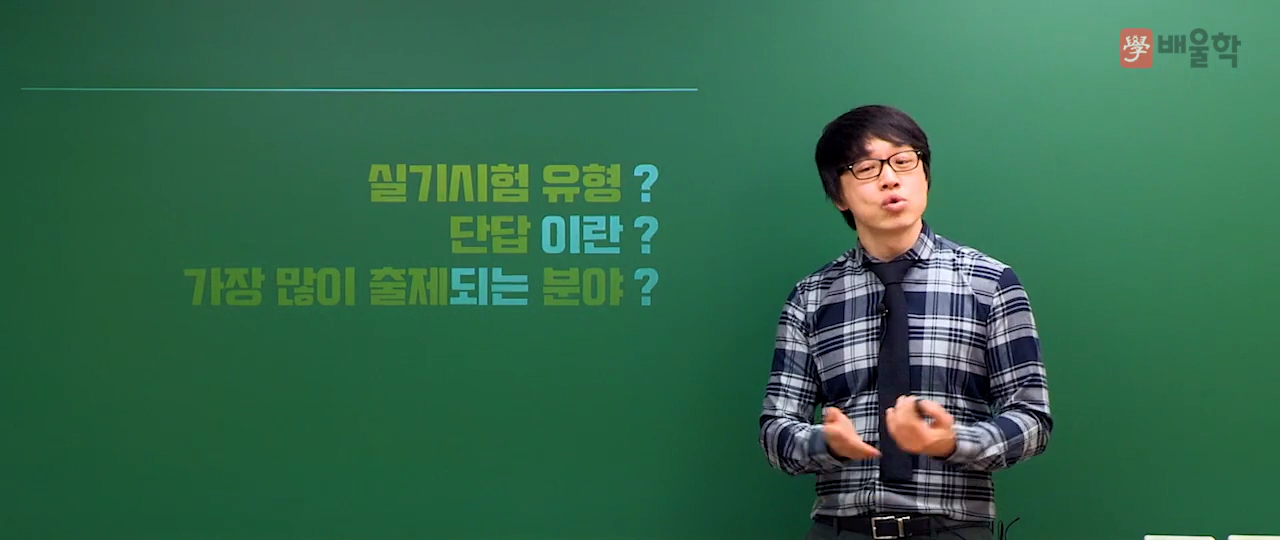 學 배울학
실기시험 유형 ?
단답 이란 ?
가장 많이 출제되는 분야 ?